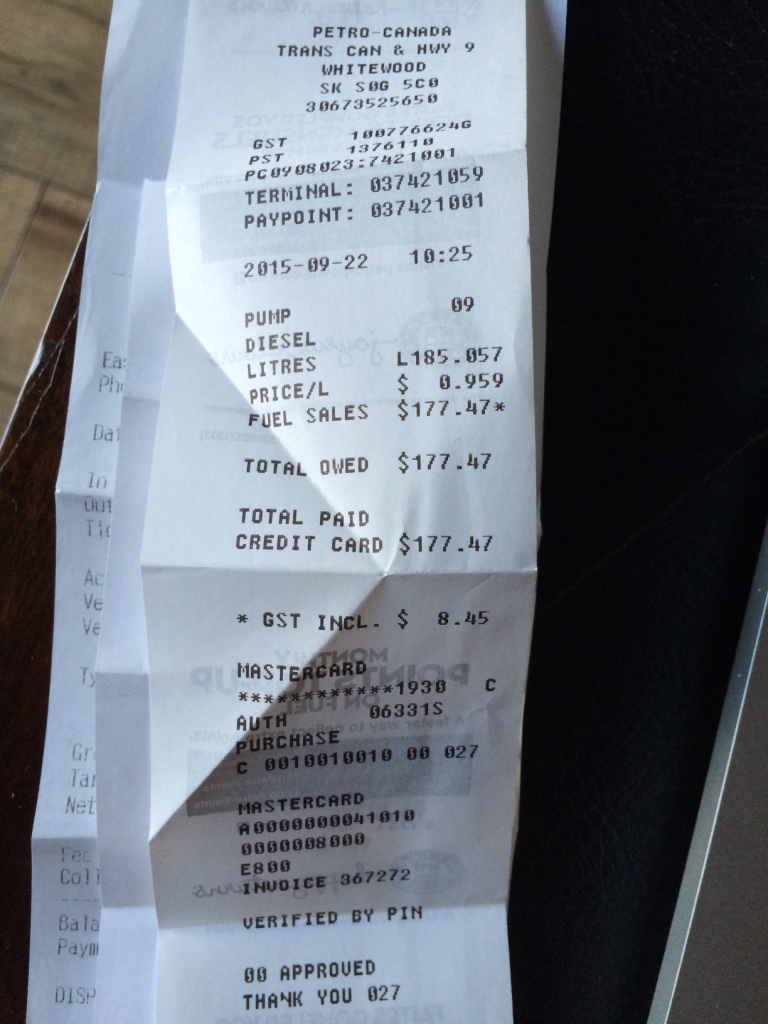 PETRO-CANADA
TRANS CAN & HWY 9
WHITEWOOD
SK S0G 5C0
30673525650
GST 100776624G
PST 1376110
PC0908023:7421001
TERMINAL: 037421059
PAYPOINT: 037421001
2015-09-22 10:25
PUMP 09
DIESEL
LITRES L185.057
PRICE/L $ 0.959
FUEL SALES $177.47*
TOTAL OWED $177.47
TOTAL PAID
CREDIT CARD $177.47
* GST INCL. $ 8.45
MASTERCARD
************1930 C
AUTH 06331S
PURCHASE
C 0010010010 00 027
MASTERCARD
A0000000041010
0000008000
E800
INVOICE 367272
VERIFIED BY PIN
00 APPROVED
THANK YOU 027
Ea
Ph
Dat
In
Out
Tic
Ac
Ve
Ve
Ty
Gr
Tar
Net
Fee
Coll
Bala
Paym
DISP